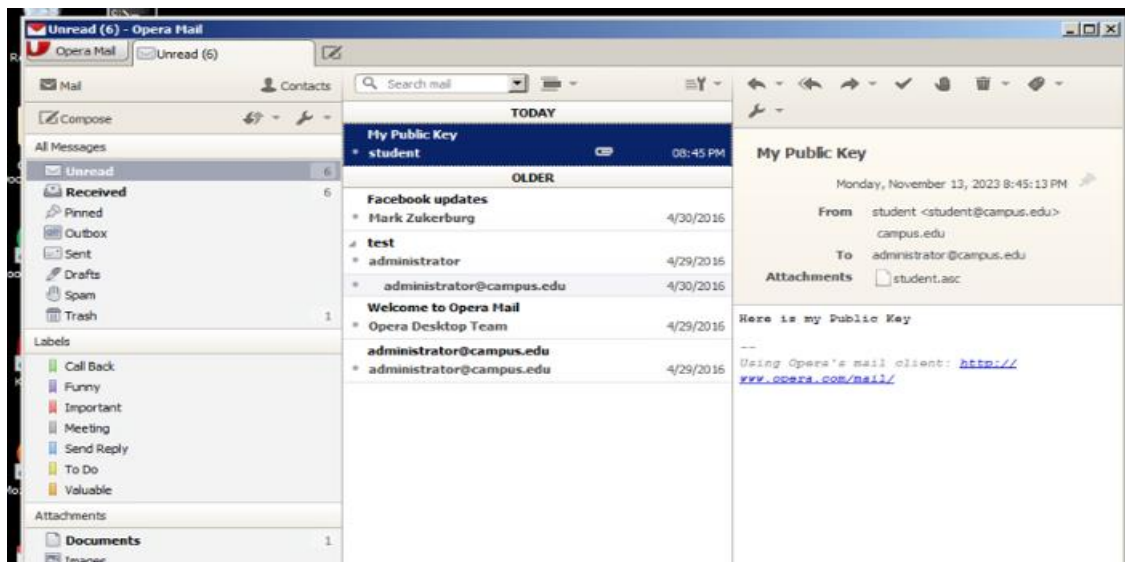 Unread (6) - Opera Mail
Opera Mail
Unread (6)
Mail
Contacts
Compose
All Messages
Unread 6
Received 6
Pinned
Outbox
Sent
Drafts
Spam
Trash 1
Labels
Call Back
Funny
Important
Meeting
Send Reply
To Do
Valuable
Attachments
Documents 1
Images
Search mail
TODAY
My Public Key
student 08:45 PM
OLDER
Facebook updates
Mark Zukerburg 4/30/2016
test
administrator 4/29/2016
administrator@campus.edu 4/30/2016
Welcome to Opera Mail
Opera Desktop Team 4/29/2016
administrator@campus.edu
administrator@campus.edu 4/29/2016
My Public Key
Monday, November 13, 2023 8:45:13 PM
From student <student@campus.edu>
campus.edu
To administrator@campus.edu
Attachments student.asc
Here is my Public Key
--
Using Opera's mail client: http://
www.opera.com/mail/